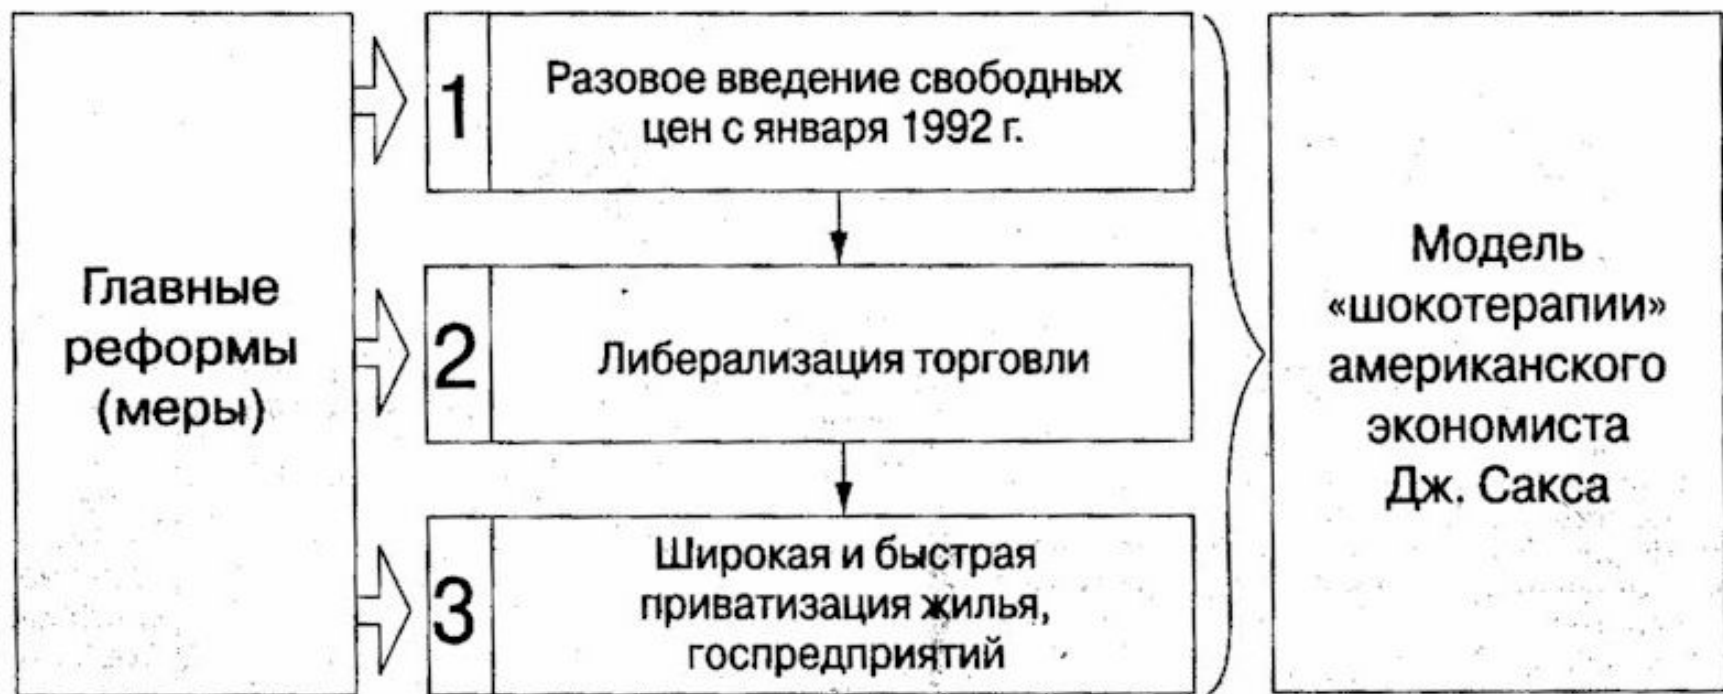 Главные
реформы
(меры)
1
Разовое введение свободных
цен с января 1992 г.
2
Либерализация торговли
3
Широкая и быстрая
приватизация жилья,
госпредприятий
Модель
«шокотерапии»
американского
экономиста
Дж. Сакса